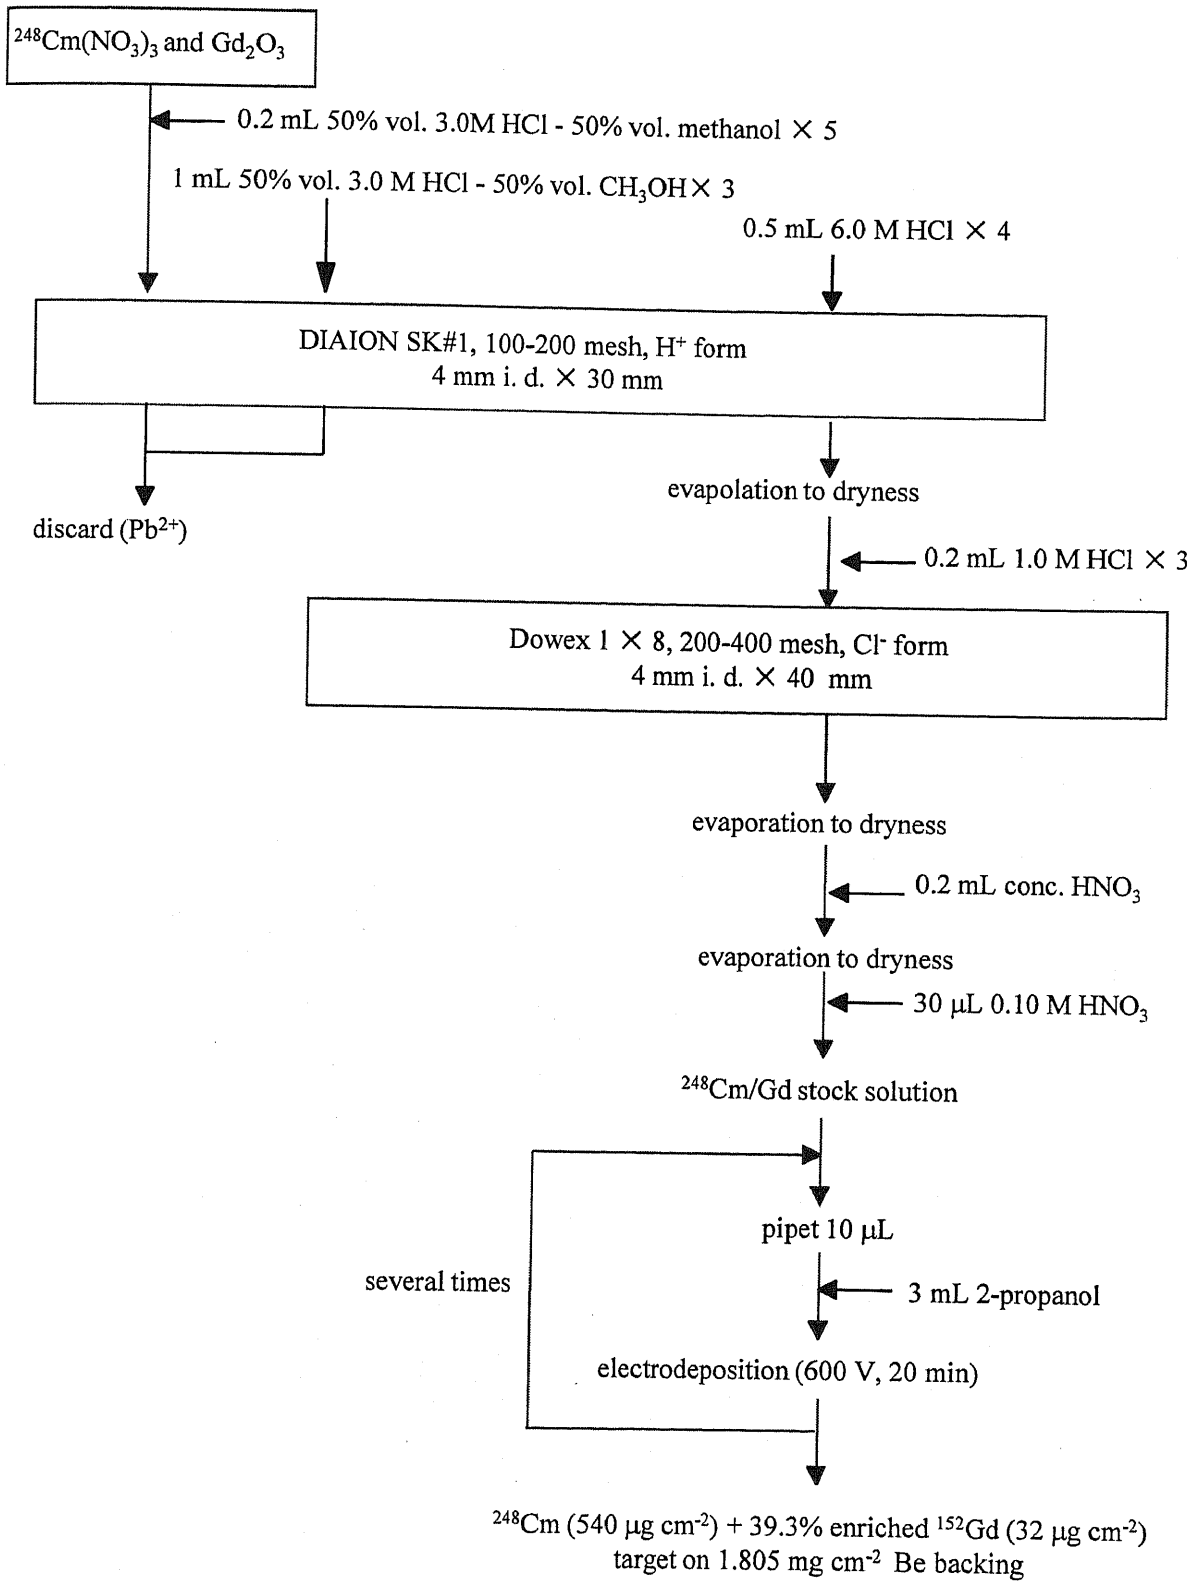 ²⁴⁸Cm(NO₃)₃ and Gd₂O₃
0.2 mL 50% vol. 3.0M HCl - 50% vol. methanol × 5
1 mL 50% vol. 3.0 M HCl - 50% vol. CH₃OH × 3
0.5 mL 6.0 M HCl × 4
DIAION SK#1, 100-200 mesh, H⁺ form
4 mm i. d. × 30 mm
discard (Pb²⁺)
evapolation to dryness
0.2 mL 1.0 M HCl × 3
Dowex 1 × 8, 200-400 mesh, Cl⁻ form
4 mm i. d. × 40 mm
evaporation to dryness
0.2 mL conc. HNO₃
evaporation to dryness
30 µL 0.10 M HNO₃
²⁴⁸Cm/Gd stock solution
pipet 10 µL
several times
3 mL 2-propanol
electrodeposition (600 V, 20 min)
²⁴⁸Cm (540 µg cm⁻²) + 39.3% enriched ¹⁵²Gd (32 µg cm⁻²)
target on 1.805 mg cm⁻² Be backing